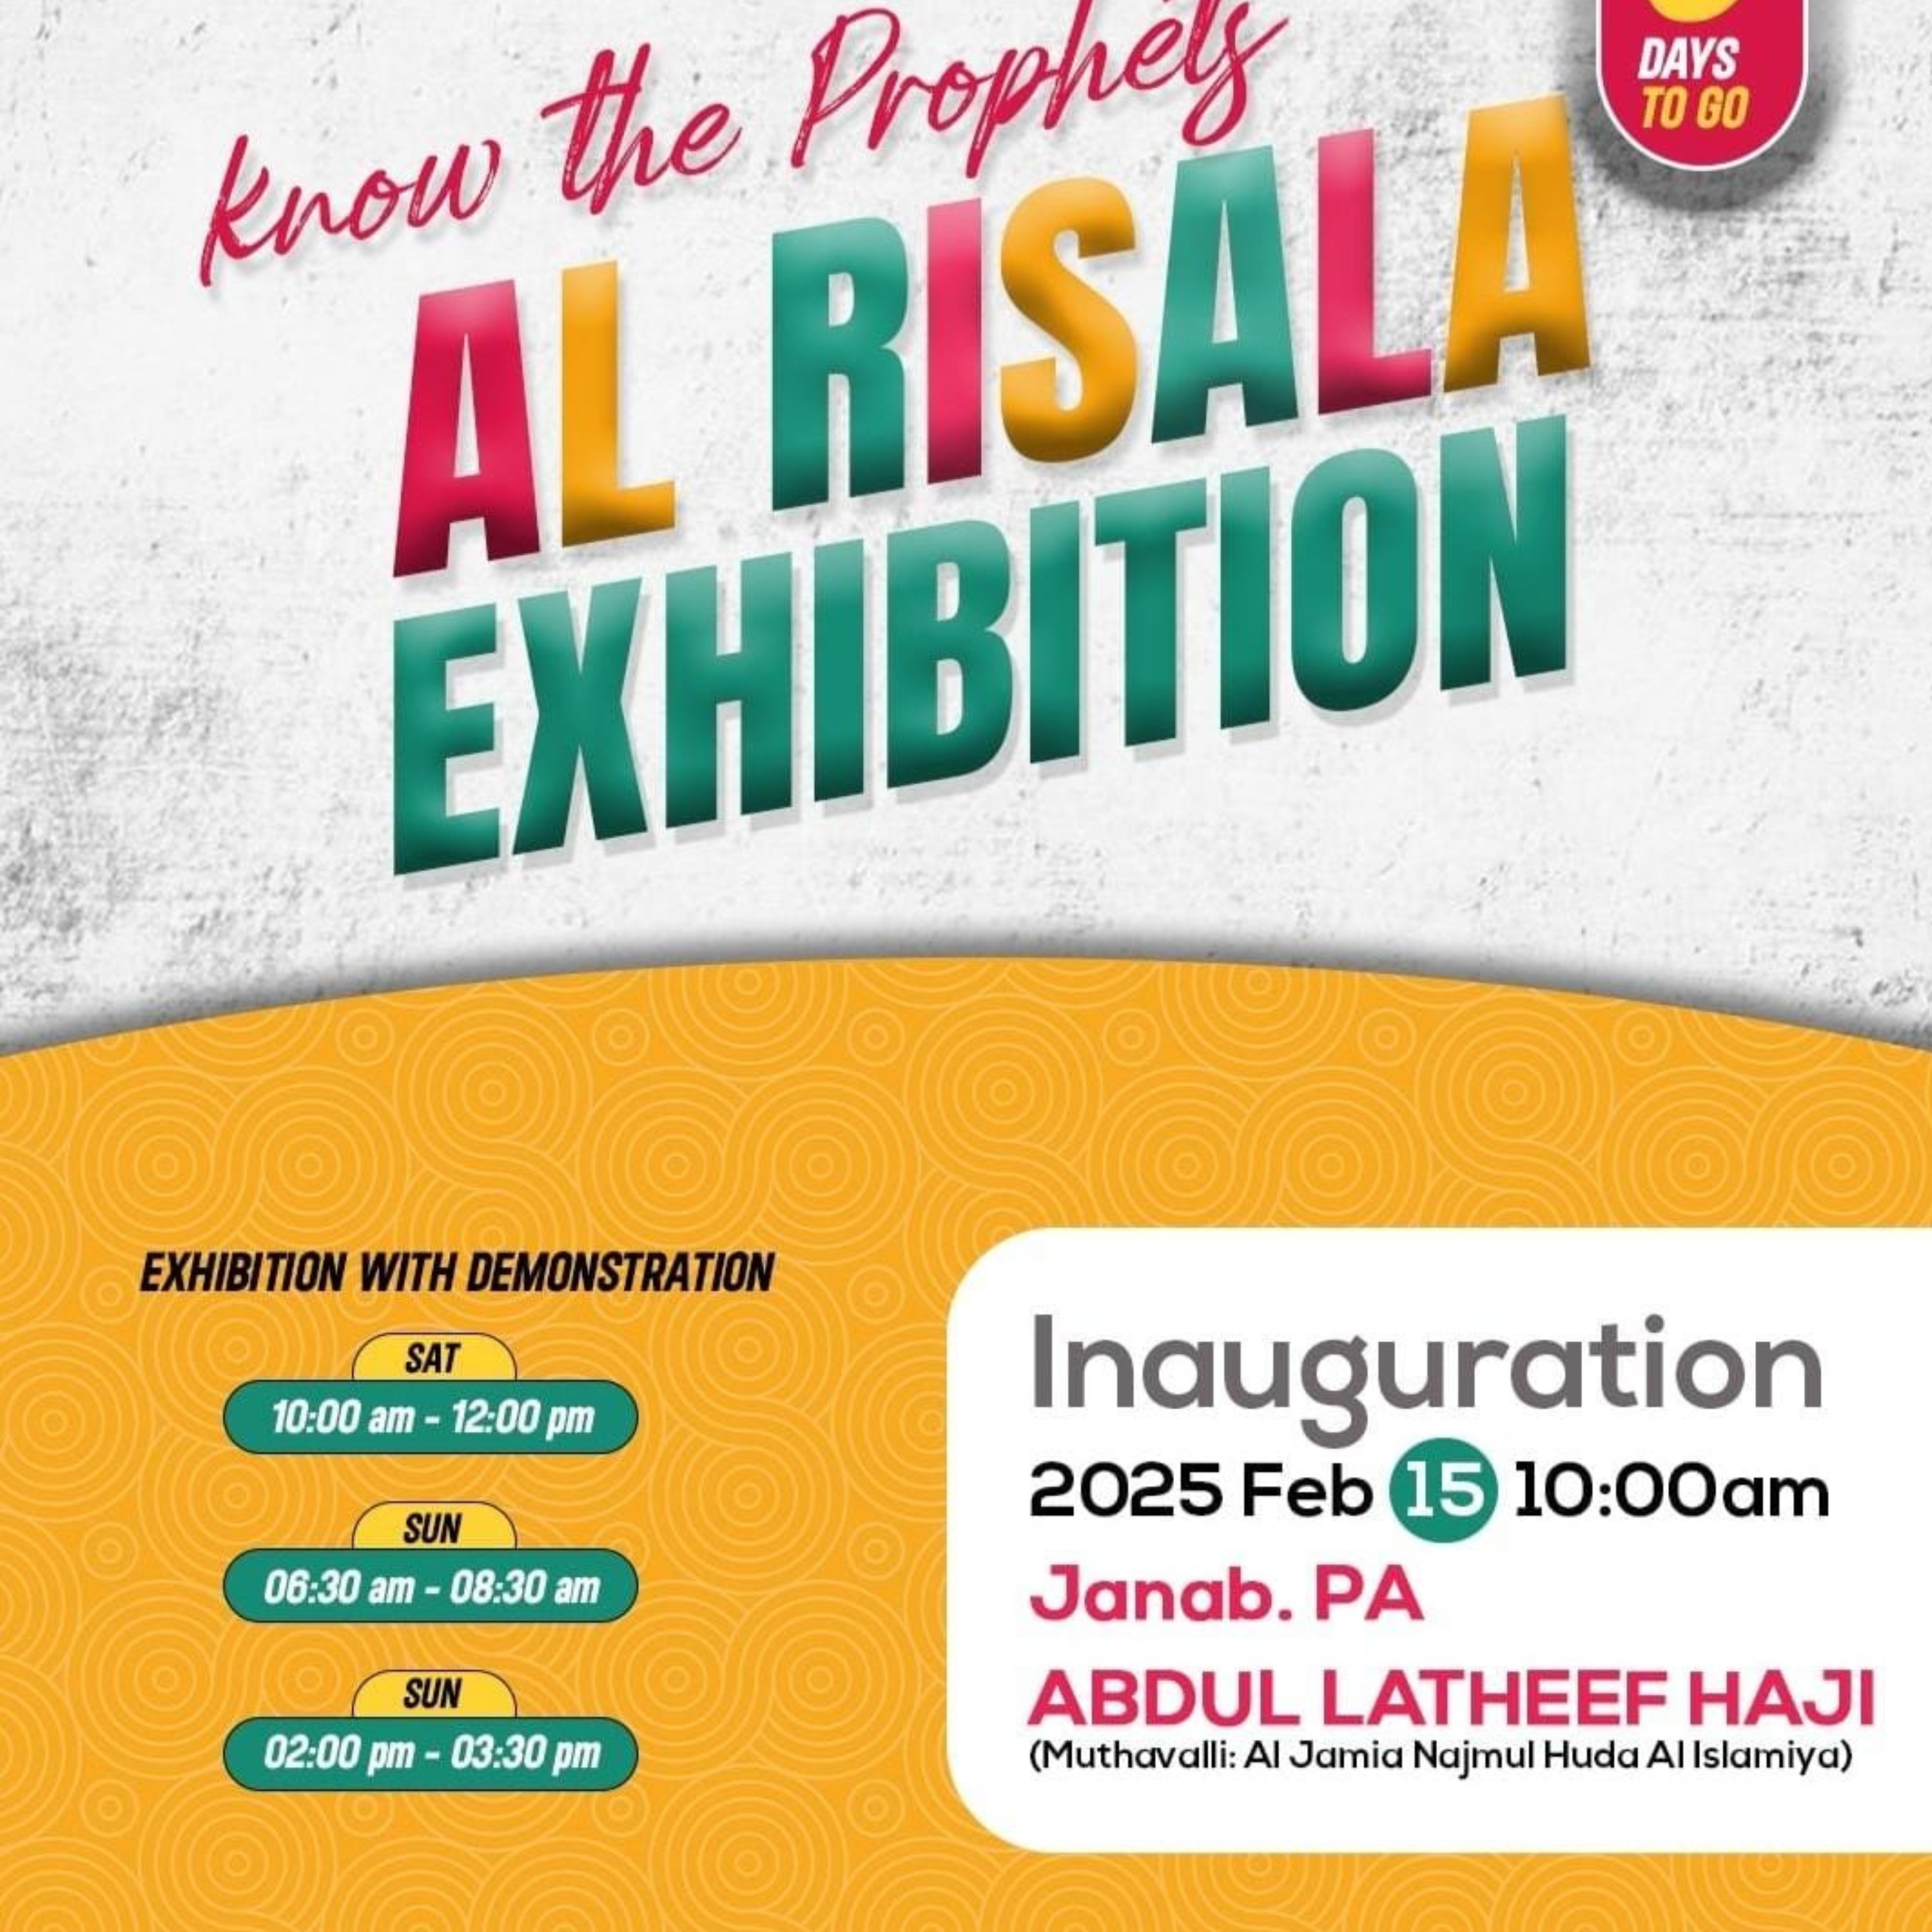 know the Prophets
DAYS
TO GO
AL RISALA
EXHIBITION
EXHIBITION WITH DEMONSTRATION
SAT
10:00 am - 12:00 pm
SUN
06:30 am - 08:30 am
SUN
02:00 pm - 03:30 pm
Inauguration
2025 Feb 15 10:00am
Janab. PA
ABDUL LATHEEF HAJI
(Muthavalli: Al Jamia Najmul Huda Al Islamiya)